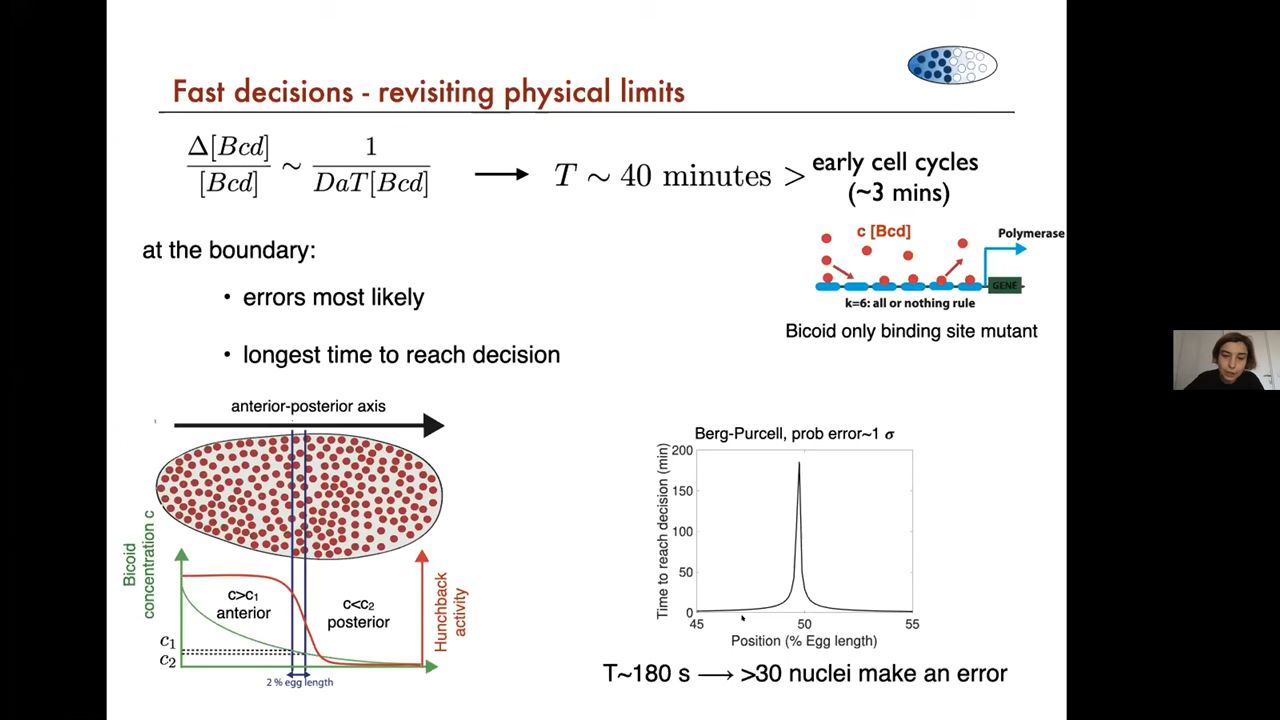 Fast decisions - revisiting physical limits
Δ[Bcd]/[Bcd] ~ 1/DaT[Bcd]
T ~ 40 minutes >
early cell cycles
(~3 mins)
at the boundary:
• errors most likely
• longest time to reach decision
c [Bcd]
Polymerase
GENE
k=6: all or nothing rule
Bicoid only binding site mutant
anterior-posterior axis
Bicoid
concentration c
c>c₁
anterior
c<c₂
posterior
Hunchback
activity
c₁
c₂
2 % egg length
Berg-Purcell, prob error~1 σ
Time to reach decision (min)
200
150
100
50
0
45
50
55
Position (% Egg length)
T~180 s ⟶ >30 nuclei make an error